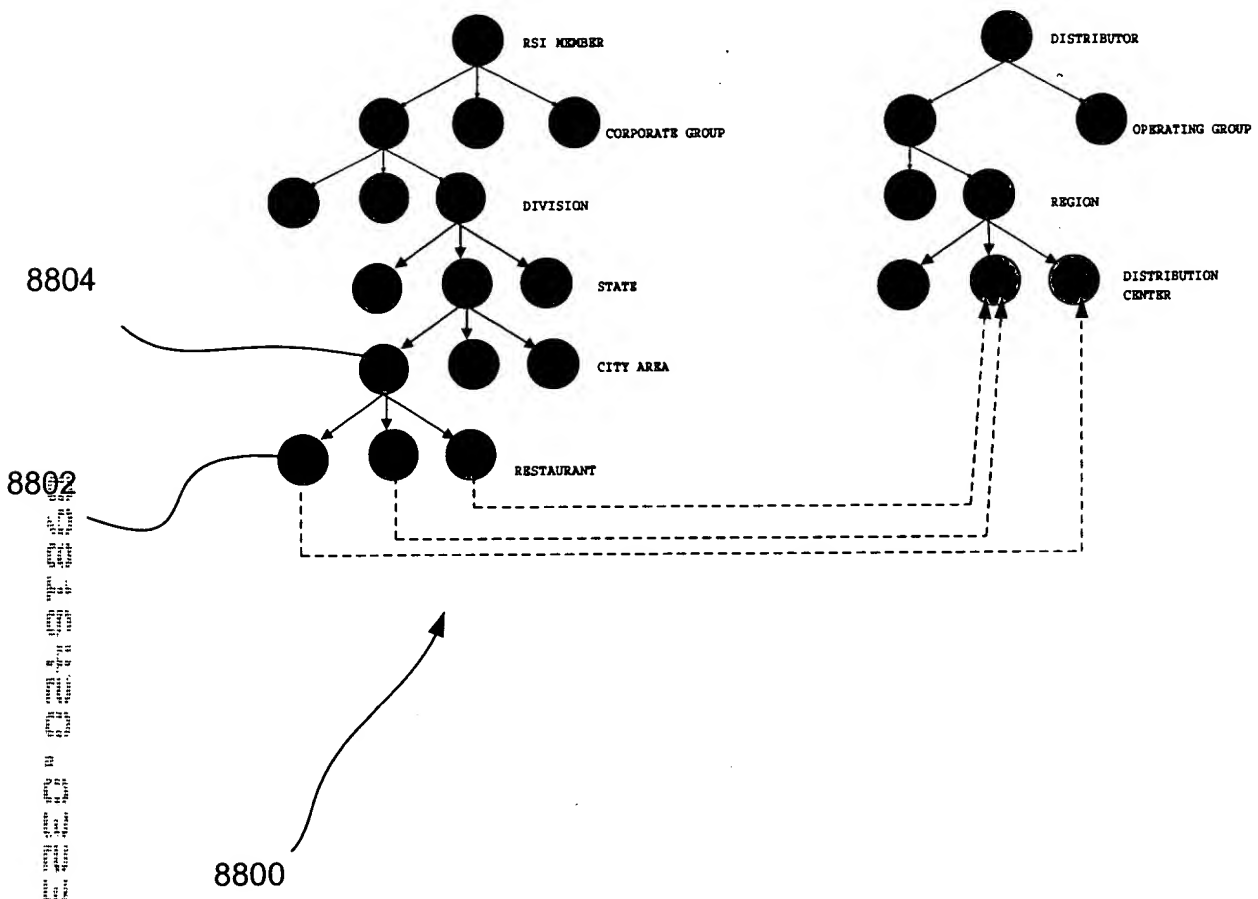 RSI MEMBER
DISTRIBUTOR
CORPORATE GROUP
OPERATING GROUP
DIVISION
REGION
8804
STATE
DISTRIBUTION
CENTER
CITY AREA
8802
RESTAURANT
8800